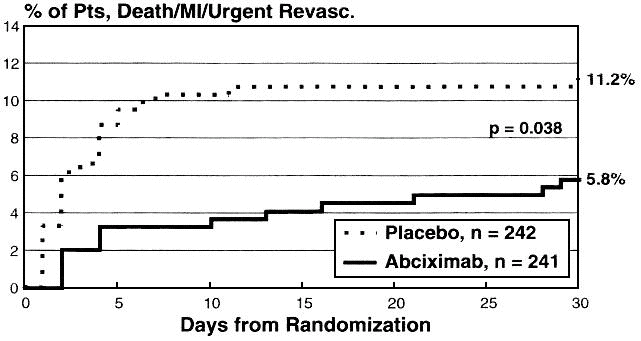 % of Pts, Death/MI/Urgent Revasc.
14
12
11.2%
10
p = 0.038
8
6
5.8%
4
Placebo, n = 242
2
Abciximab, n = 241
0
0 5 10 15 20 25 30
Days from Randomization